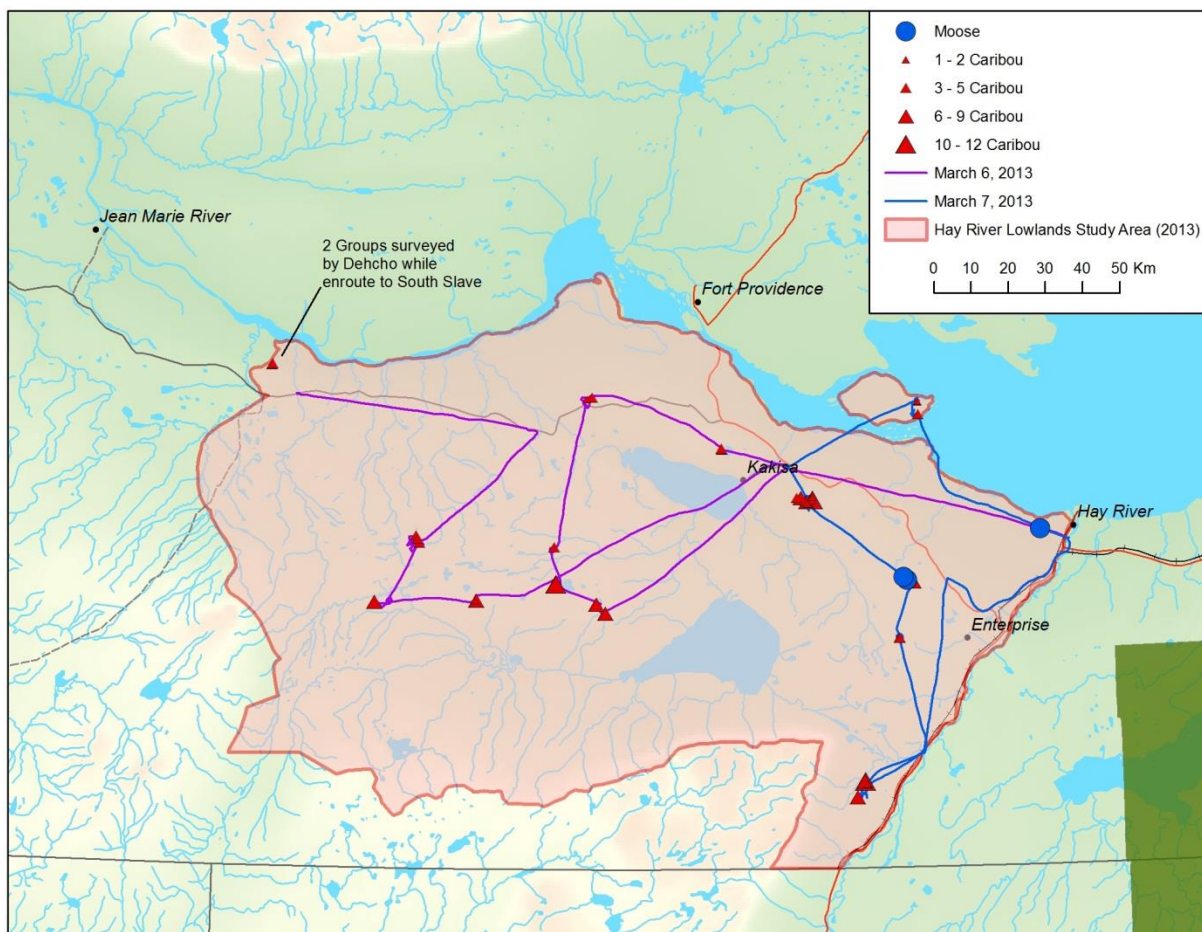 Moose
1 - 2 Caribou
3 - 5 Caribou
6 - 9 Caribou
10 - 12 Caribou
March 6, 2013
March 7, 2013
Hay River Lowlands Study Area (2013)
0 10 20 30 40 50 Km
Jean Marie River
2 Groups surveyed
by Dehcho while
enroute to South Slave
Fort Providence
Kakisa
Hay River
Enterprise